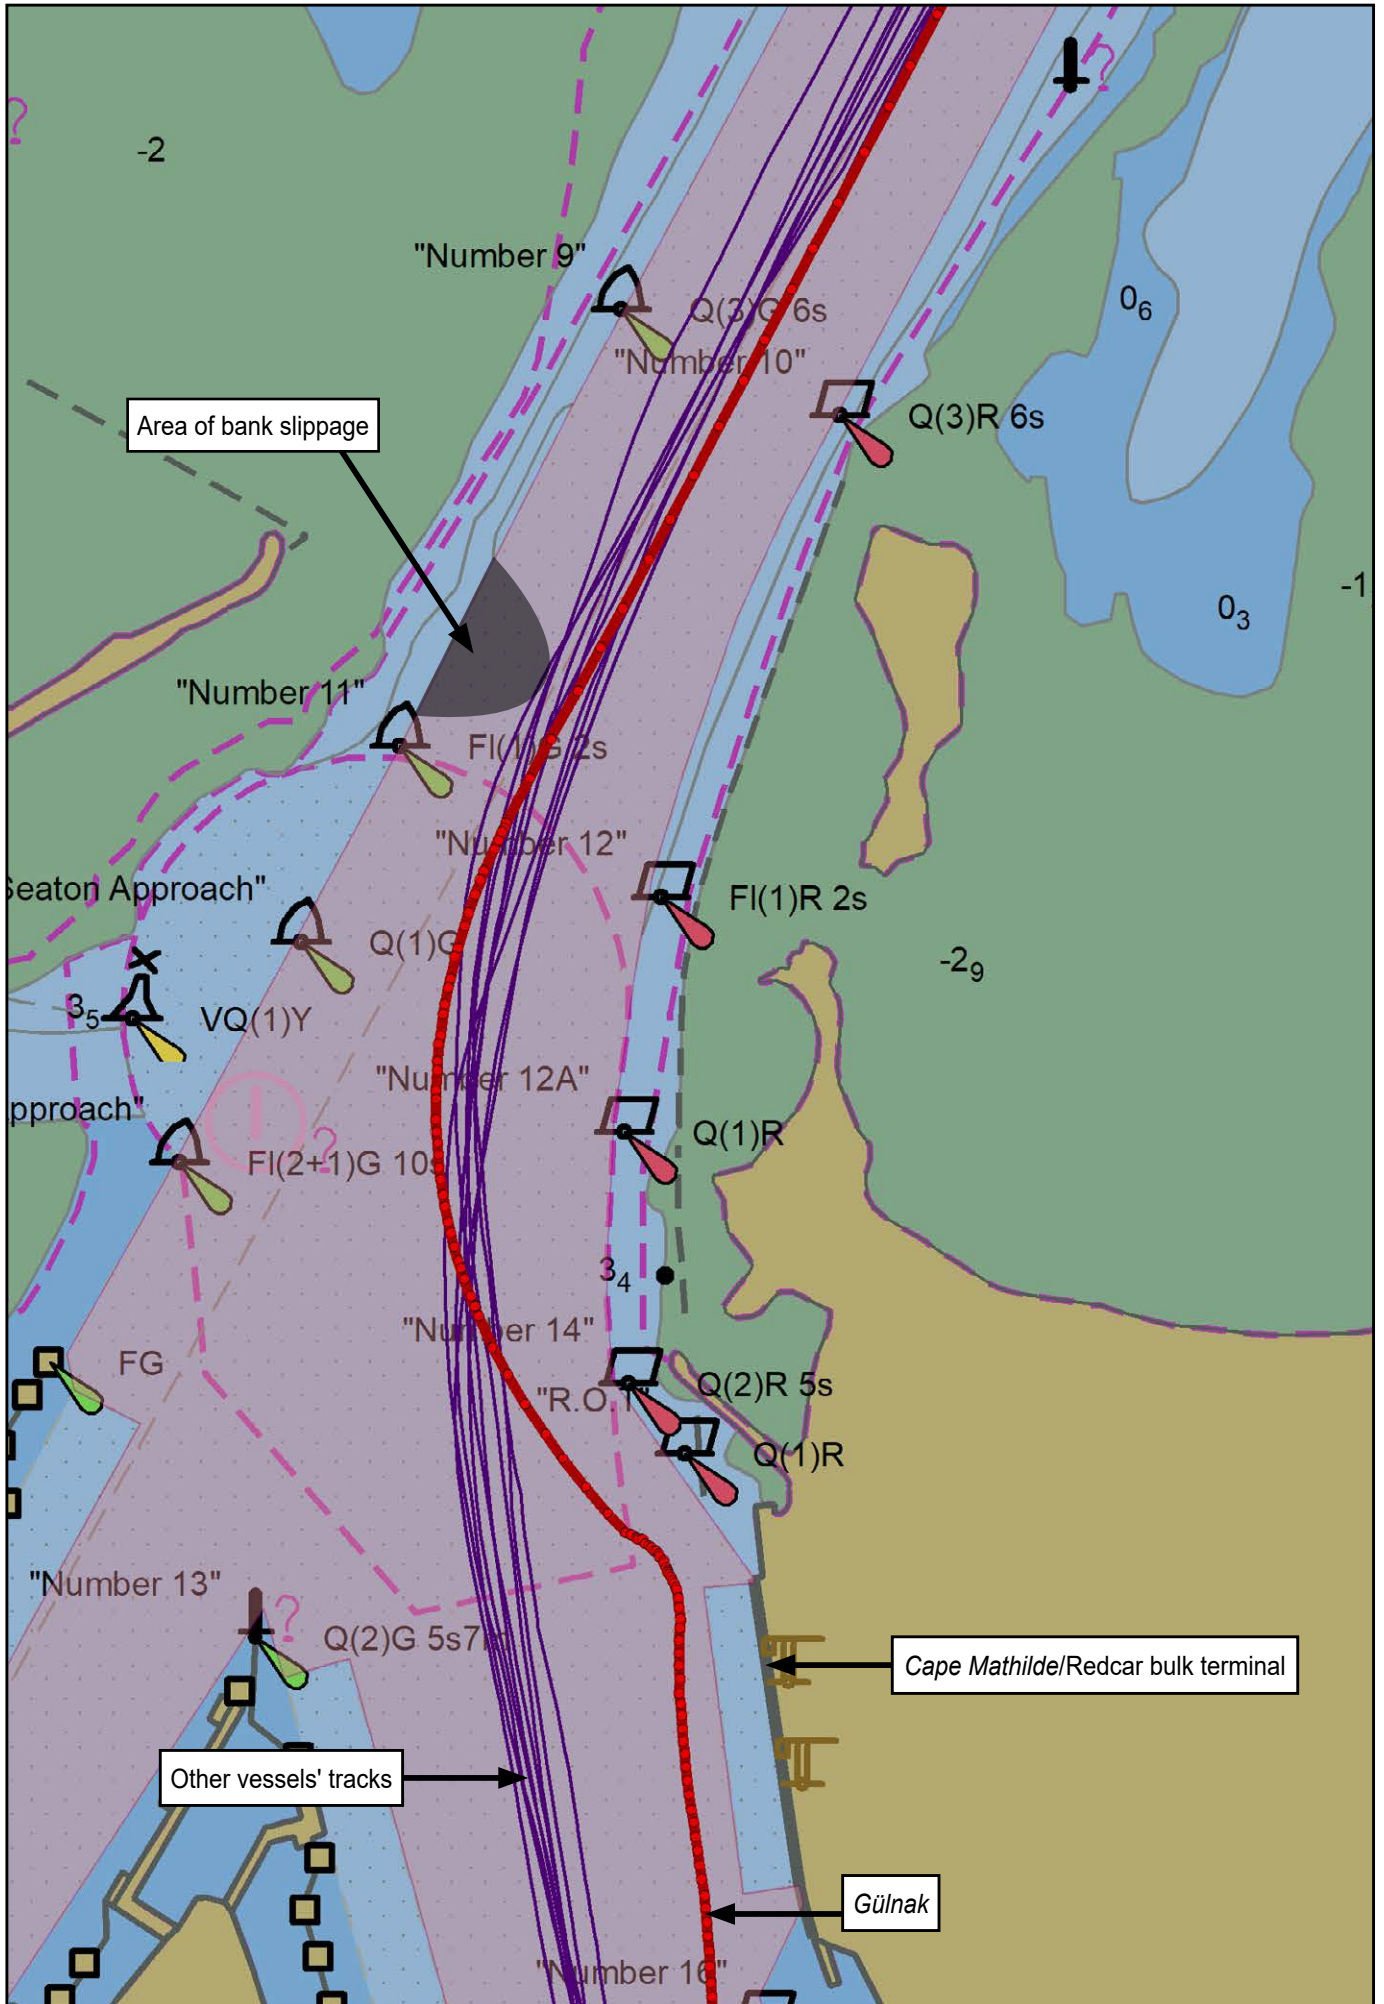 ?
?
-2
"Number 9"
Q(3)G 6s
"Number 10"
0₆
Q(3)R 6s
Area of bank slippage
-1
0₃
"Number 11"
Fl(1)G 2s
"Number 12"
Seaton Approach"
Fl(1)R 2s
Q(1)G
-2₉
3₅
VQ(1)Y
"Number 12A"
pproach"
Q(1)R
?
Fl(2+1)G 10s
3₄
"Number 14"
FG
"R.O.1"
Q(2)R 5s
Q(1)R
"Number 13"
?
Q(2)G 5s7m
Cape Mathilde/Redcar bulk terminal
Other vessels' tracks
Gülnak
"Number 16"